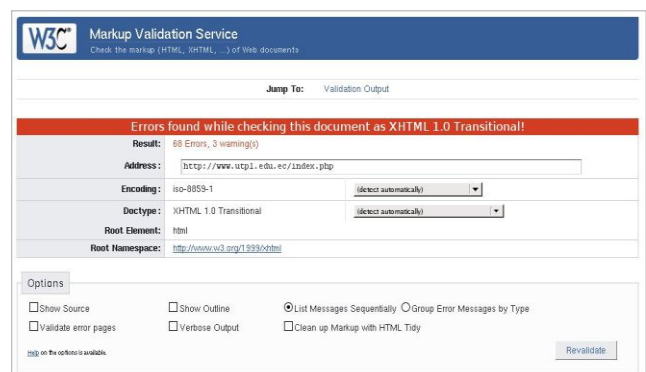 W3C® Markup Validation Service
Check the markup (HTML, XHTML, ...) of Web documents
Jump To: Validation Output
Errors found while checking this document as XHTML 1.0 Transitional!
Result: 68 Errors, 3 warning(s)
Address: http://www.utpl.edu.ec/index.php
Encoding: iso-8859-1 (detect automatically)
Doctype: XHTML 1.0 Transitional (detect automatically)
Root Element: html
Root Namespace: http://www.w3.org/1999/xhtml
Options
Show Source Show Outline List Messages Sequentially Group Error Messages by Type
Validate error pages Verbose Output Clean up Markup with HTML Tidy
Help on the options is available. Revalidate